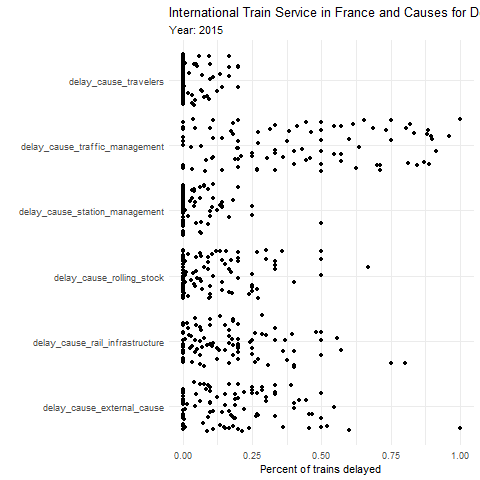 International Train Service in France and Causes for D
Year: 2015
delay_cause_travelers
delay_cause_traffic_management
delay_cause_station_management
delay_cause_rolling_stock
delay_cause_rail_infrastructure
delay_cause_external_cause
0.00 0.25 0.50 0.75 1.00
Percent of trains delayed